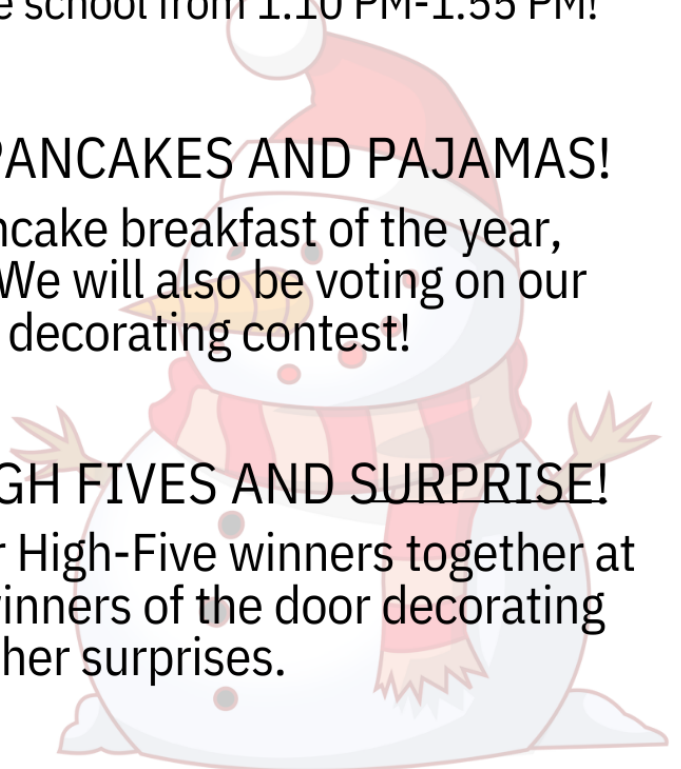 e school from 1:10 PM-1:55 PM!
PANCAKES AND PAJAMAS!
ncake breakfast of the year,
We will also be voting on our
decorating contest!
GH FIVES AND SURPRISE!
r High-Five winners together at
winners of the door decorating
her surprises.